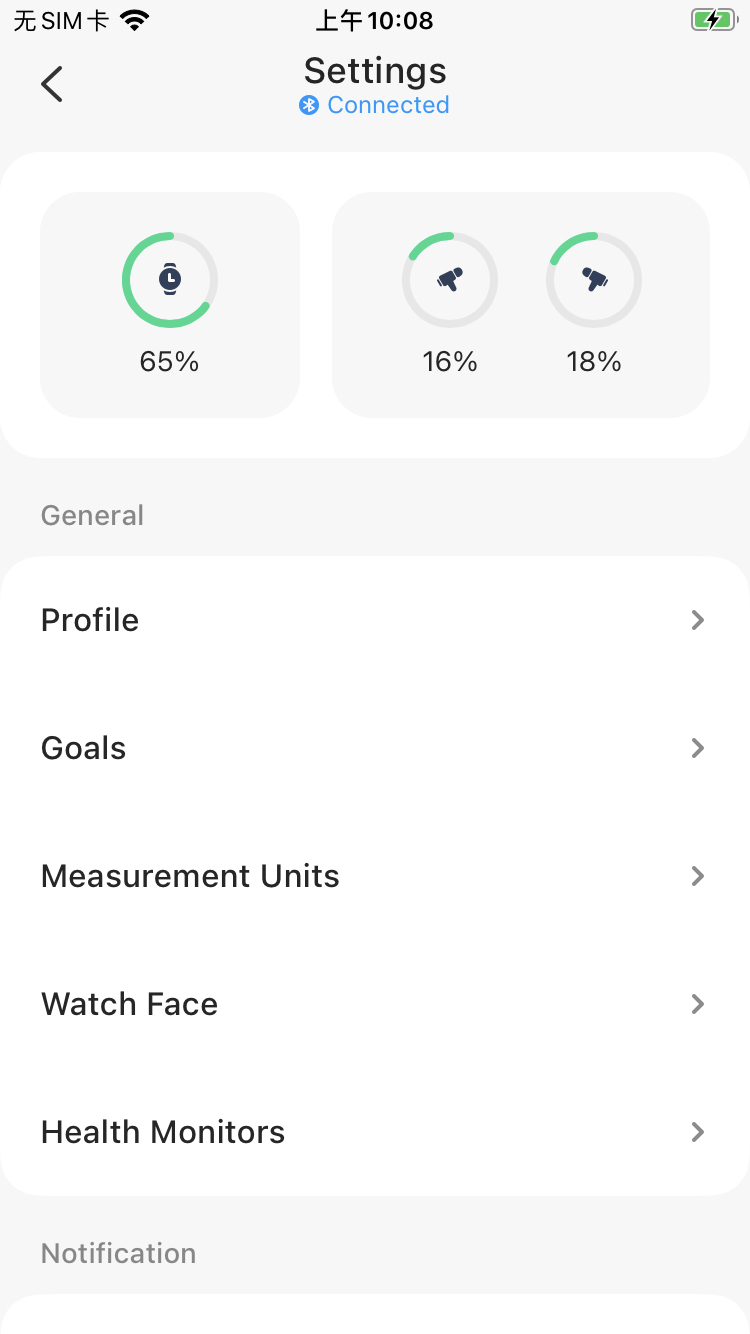 无SIM卡 上午10:08
Settings
Connected
65% 16% 18%
General
Profile
Goals
Measurement Units
Watch Face
Health Monitors
Notification